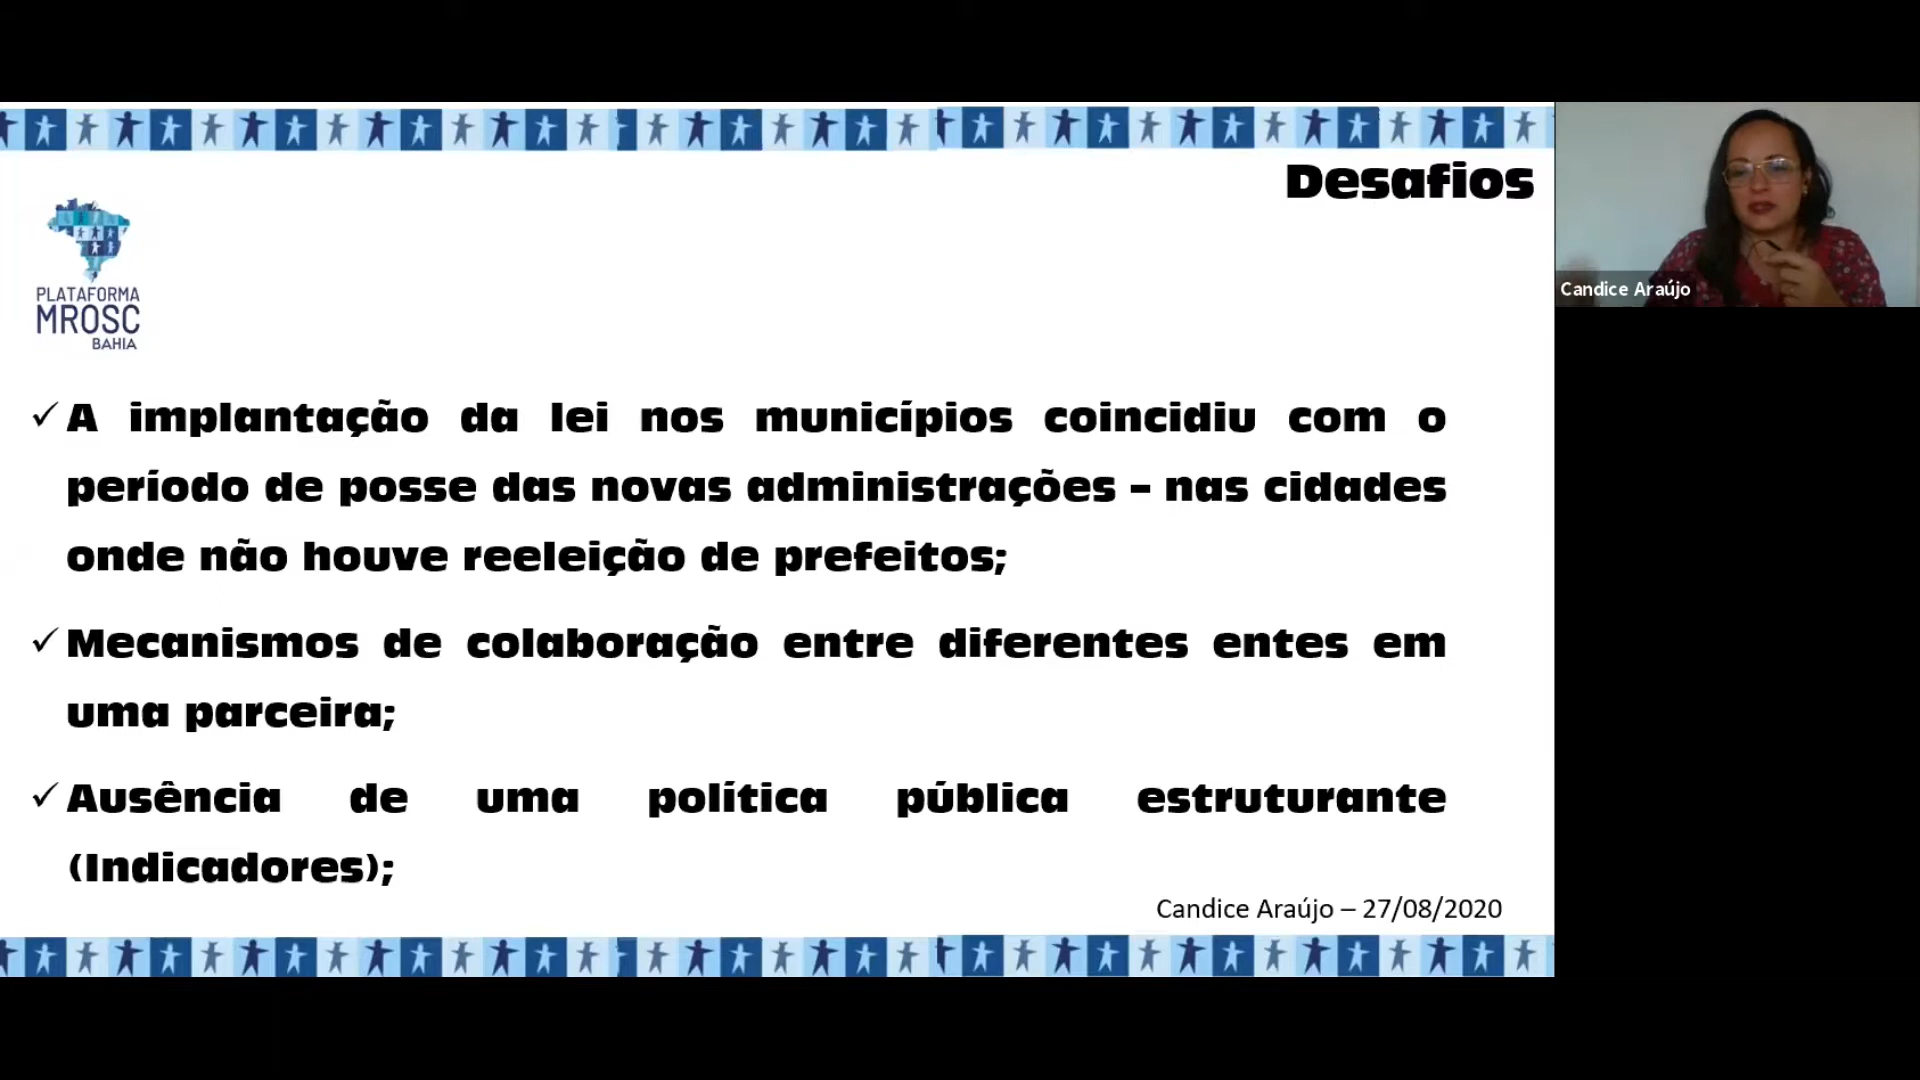 Desafios
PLATAFORMA
MROSC
BAHIA
Candice Araújo
✓ A implantação da lei nos municípios coincidiu com o
período de posse das novas administrações – nas cidades
onde não houve reeleição de prefeitos;
✓ Mecanismos de colaboração entre diferentes entes em
uma parceira;
✓ Ausência de uma política pública estruturante
(Indicadores);
Candice Araújo – 27/08/2020